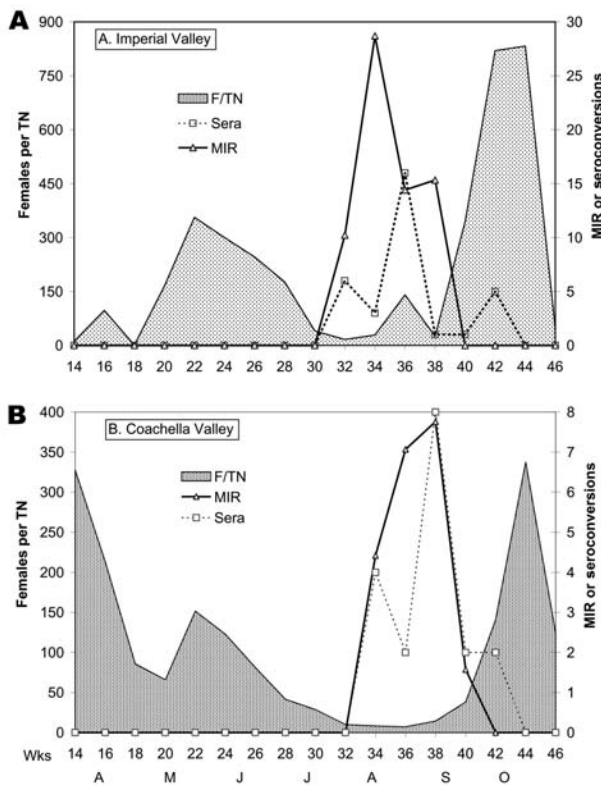 A
A. Imperial Valley
F/TN
Sera
MIR
Females per TN
900
750
600
450
300
150
0
MIR or seroconversions
30
25
20
15
10
5
0
14 16 18 20 22 24 26 28 30 32 34 36 38 40 42 44 46
B
B. Coachella Valley
F/TN
MIR
Sera
Females per TN
400
350
300
250
200
150
100
50
0
MIR or seroconversions
8
7
6
5
4
3
2
1
0
Wks 14 16 18 20 22 24 26 28 30 32 34 36 38 40 42 44 46
A M J J A S O